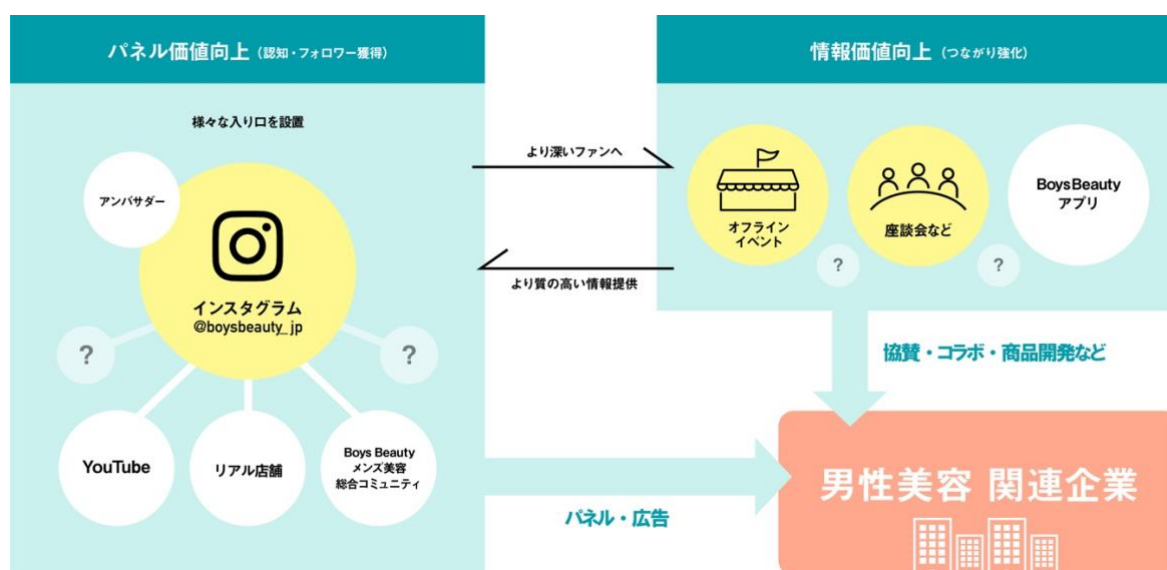 パネル価値向上（認知・フォロワー獲得）
様々な入り口を設置
アンバサダー
インスタグラム
@boysbeauty_jp
?
?
YouTube
リアル店舗
Boys Beauty
メンズ美容
総合コミュニティ
より深いファンへ
より質の高い情報提供
情報価値向上（つながり強化）
オフライン
イベント
?
座談会など
?
BoysBeauty
アプリ
協賛・コラボ・商品開発など
パネル・広告
男性美容 関連企業